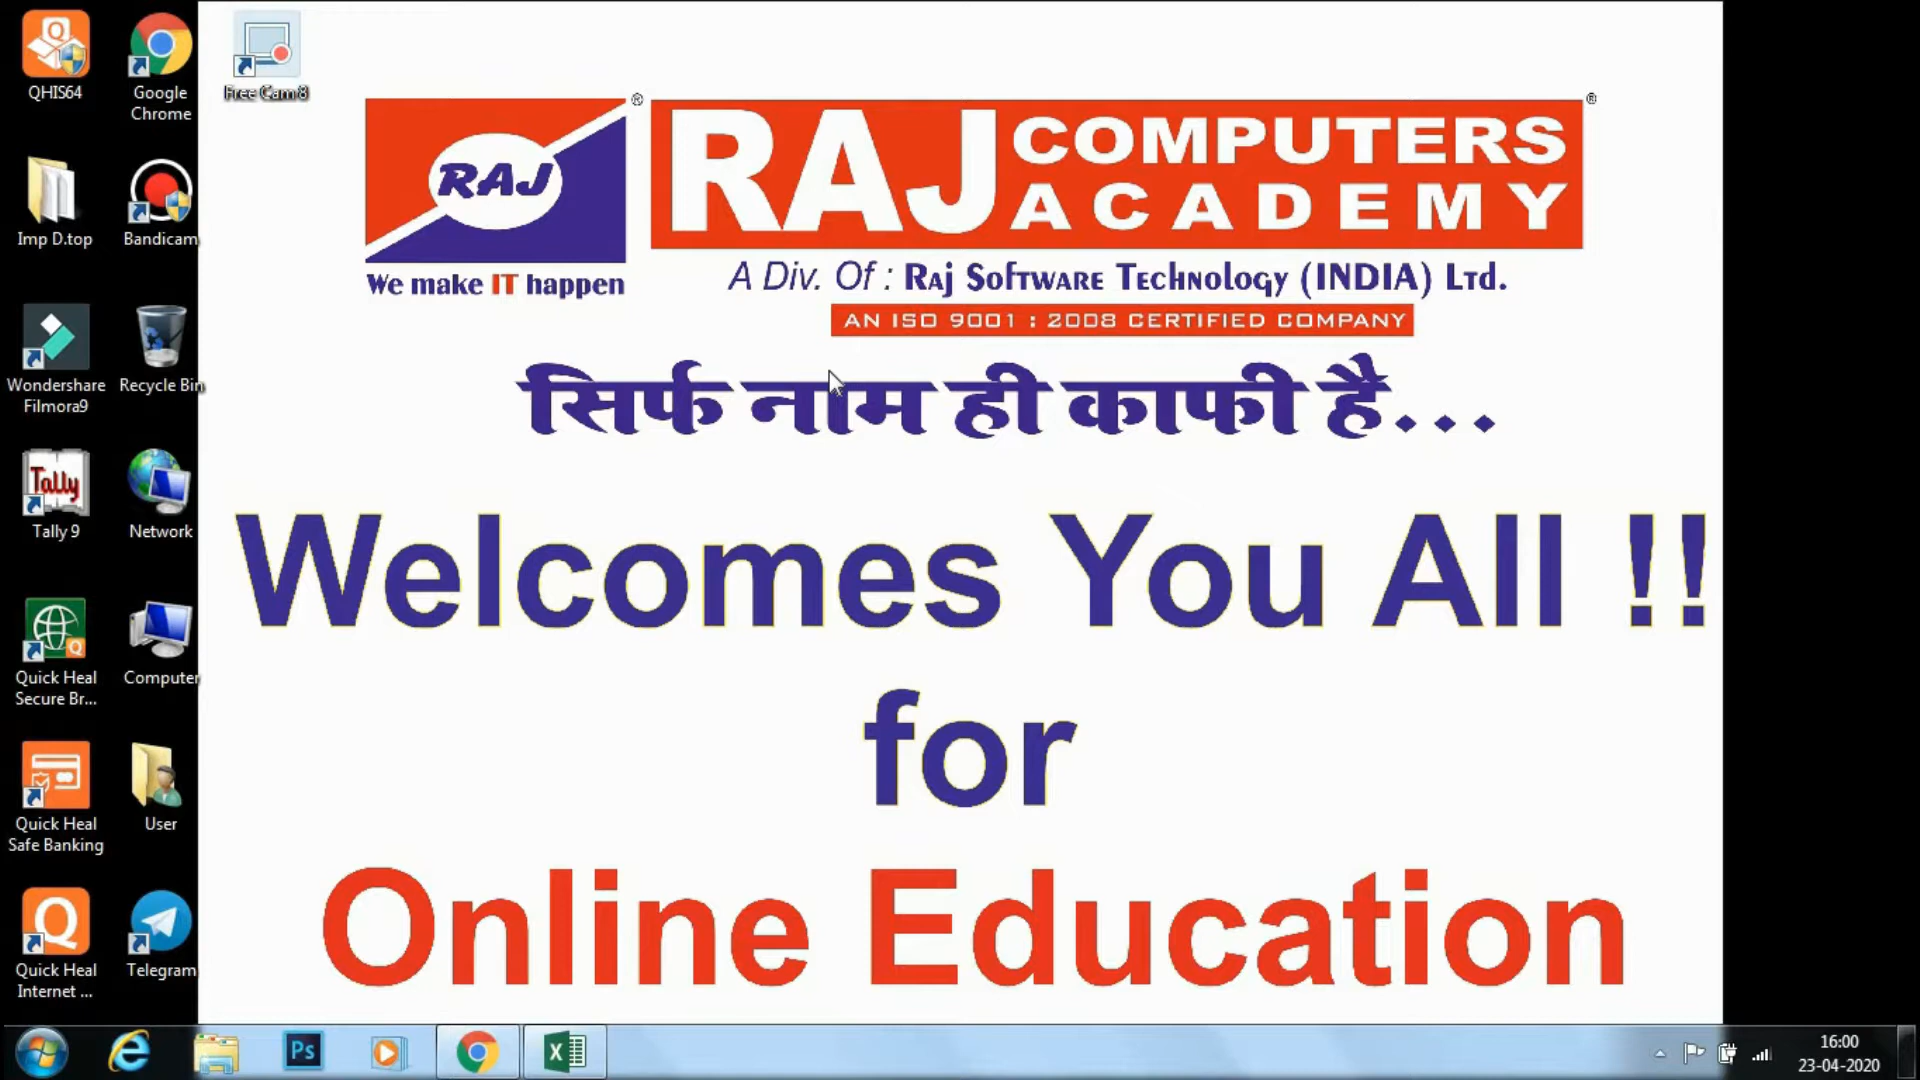 QHIS64
Google Chrome
Free Cam 8
Imp D.top
Bandicam
Wondershare Filmora9
Recycle Bin
Tally
Tally 9
Network
Quick Heal Secure Br...
Computer
Quick Heal Safe Banking
User
Quick Heal Internet ...
Telegram
RAJ ®
We make IT happen
RAJ COMPUTERS ACADEMY ®
A Div. Of : Raj Software Technology (INDIA) Ltd.
AN ISO 9001 : 2008 CERTIFIED COMPANY
सिर्फ नाम ही काफी है...
Welcomes You All !!
for
Online Education
Ps
16:00
23-04-2020